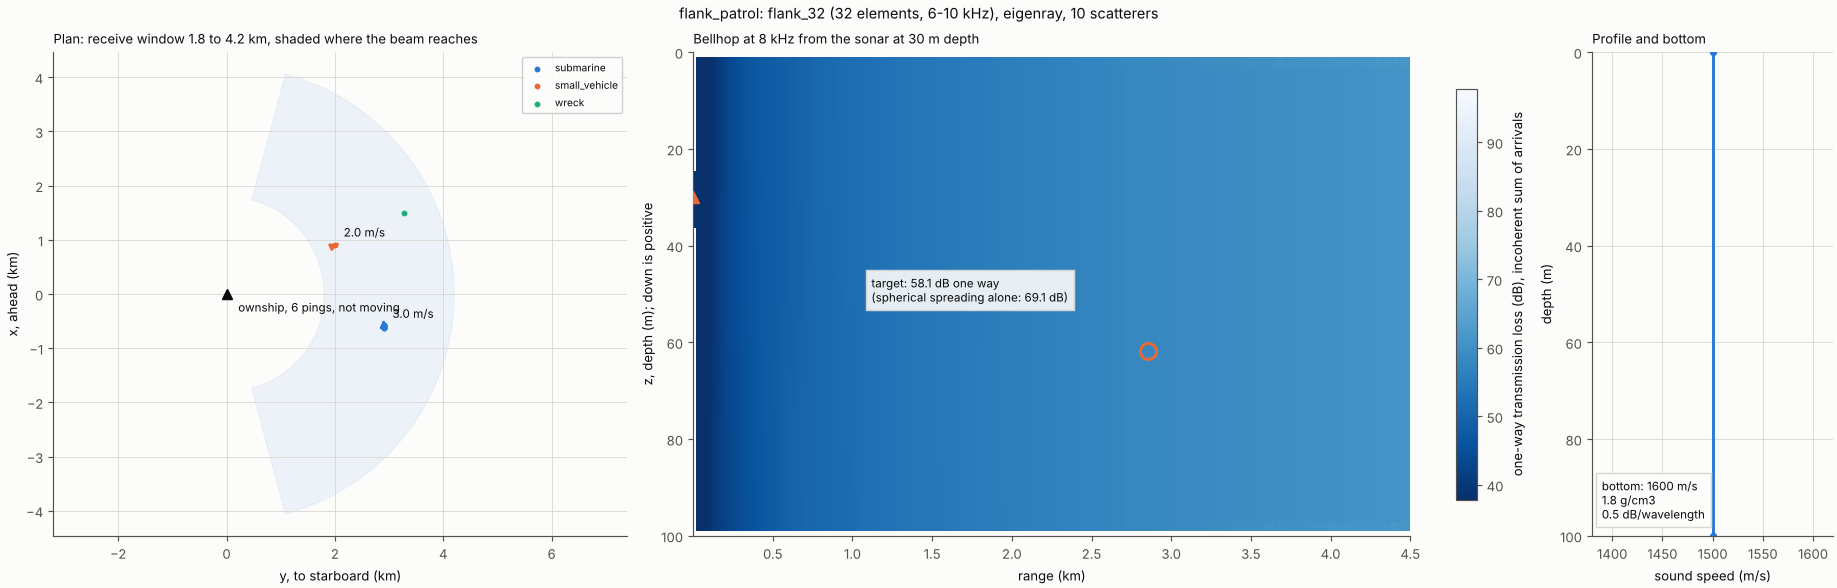 flank_patrol: flank_32 (32 elements, 6-10 kHz), eigenray, 10 scatterers
Plan: receive window 1.8 to 4.2 km, shaded where the beam reaches
submarine
small_vehicle
wreck
2.0 m/s
ownship, 6 pings, not moving
3.0 m/s
4
3
2
1
0
−1
−2
−3
−4
x, ahead (km)
−2
0
2
4
6
y, to starboard (km)
Bellhop at 8 kHz from the sonar at 30 m depth
0
20
40
60
80
100
z, depth (m); down is positive
target: 58.1 dB one way
(spherical spreading alone: 69.1 dB)
0.5
1.0
1.5
2.0
2.5
3.0
3.5
4.0
4.5
range (km)
90
80
70
60
50
40
one-way transmission loss (dB), incoherent sum of arrivals
Profile and bottom
0
20
40
60
80
100
depth (m)
bottom: 1600 m/s
1.8 g/cm3
0.5 dB/wavelength
1400
1450
1500
1550
1600
sound speed (m/s)